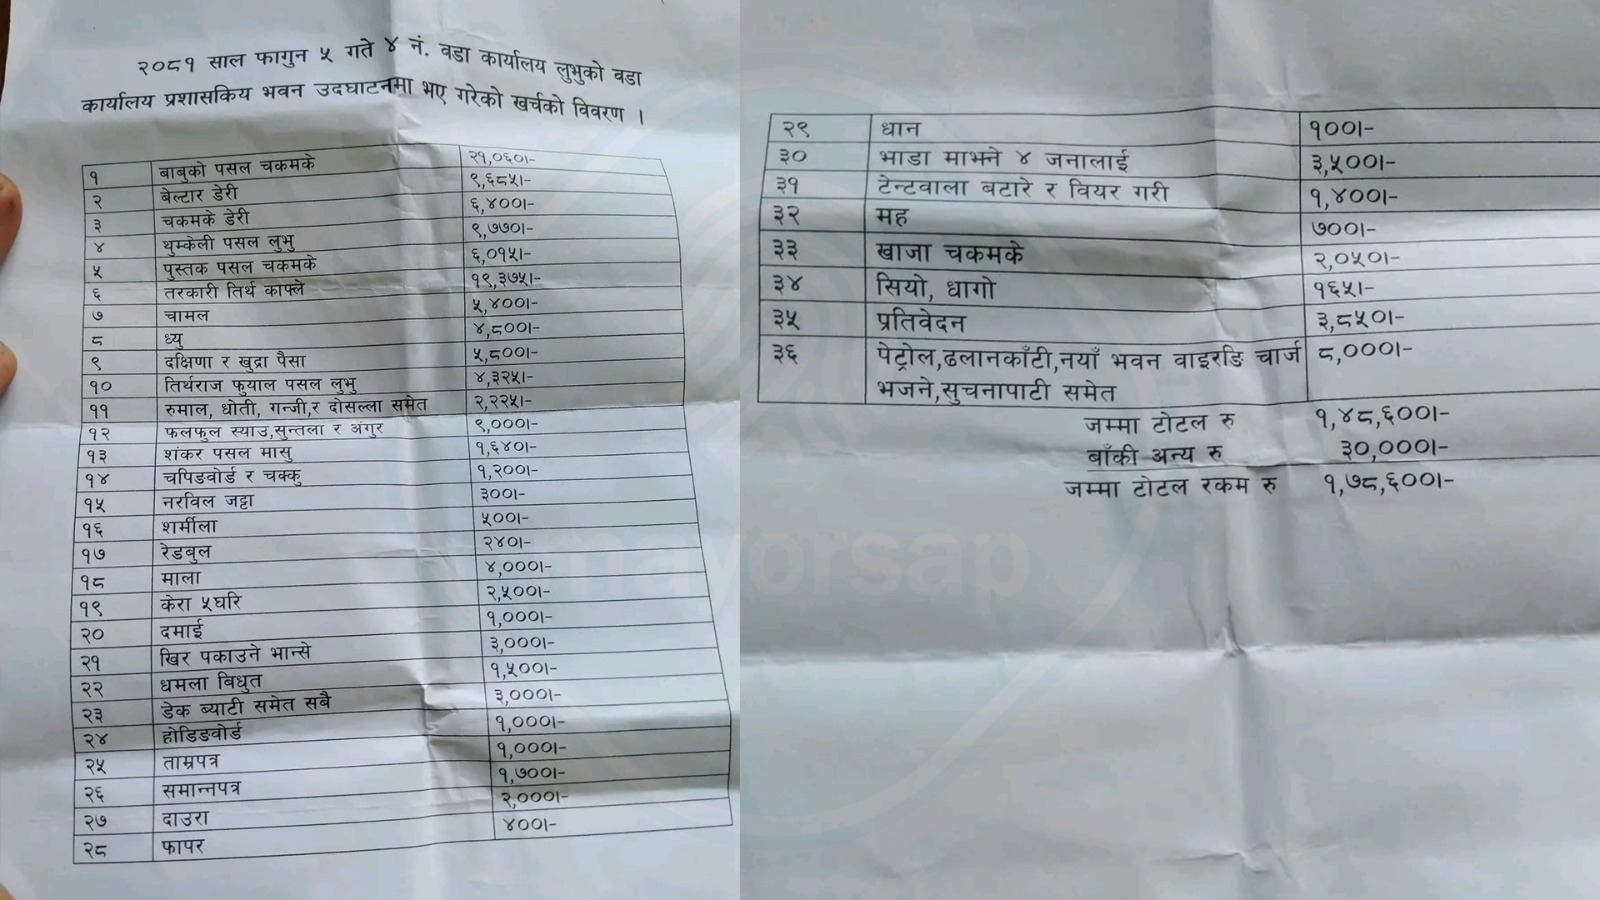 २०८१ साल फागुन ५ गते ४ नं. वडा कार्यालय लुभुको वडा
कार्यालय प्रशासकिय भवन उदघाटनमा भए गरेको खर्चको विवरण ।
१ बाबुको पसल चकमके २१,०६०।-
२ बेल्टार डेरी ९,६८५।-
३ चकमके डेरी ६,४००।-
४ थुम्केली पसल लुभु ९,७७०।-
५ पुस्तक पसल चकमके ६,०१५।-
६ तरकारी तिर्थ काफ्ले १९,३७५।-
७ चामल ५,४००।-
८ ध्यु ४,८००।-
९ दक्षिणा र खुद्रा पैसा ५,८००।-
१० तिर्थराज फुयाल पसल लुभु ४,३२५।-
११ रुमाल, धोती, गन्जी,र दोसल्ला समेत २,२२५।-
१२ फलफुल स्याउ,सुन्तला र अंगुर ९,०००।-
१३ शंकर पसल मासु १,६४०।-
१४ चपिङवोर्ड र चक्कु १,२००।-
१५ नरविल जट्टा ३००।-
१६ शर्मीला ५००।-
१७ रेडबुल २४०।-
१८ माला ४,०००।-
१९ केरा ५घरि २,५००।-
२० दमाई १,०००।-
२१ खिर पकाउने भान्से ३,०००।-
२२ धमला बिधुत १,५००।-
२३ डेक ब्याटी समेत सबै ३,०००।-
२४ होडिङवोर्ड १,०००।-
२५ ताम्रपत्र १,०००।-
२६ समान्नपत्र १,७००।-
२७ दाउरा २,०००।-
२८ फापर ४००।-
२९ धान १००।-
३० भाडा माझ्ने ४ जनालाई ३,५००।-
३१ टेन्टवाला बटारे र वियर गरी १,४००।-
३२ मह ७००।-
३३ खाजा चकमके २,०५०।-
३४ सियो, धागो १६५।-
३५ प्रतिवेदन ३,८५०।-
३६ पेट्रोल,ढलानकाँटी,नयाँ भवन वाइरङि चार्ज ८,०००।-
भजने,सुचनापाटी समेत
जम्मा टोटल रु १,४८,६००।-
बाँकी अन्य रु ३०,०००।-
जम्मा टोटल रकम रु १,७८,६००।-
mayorsap